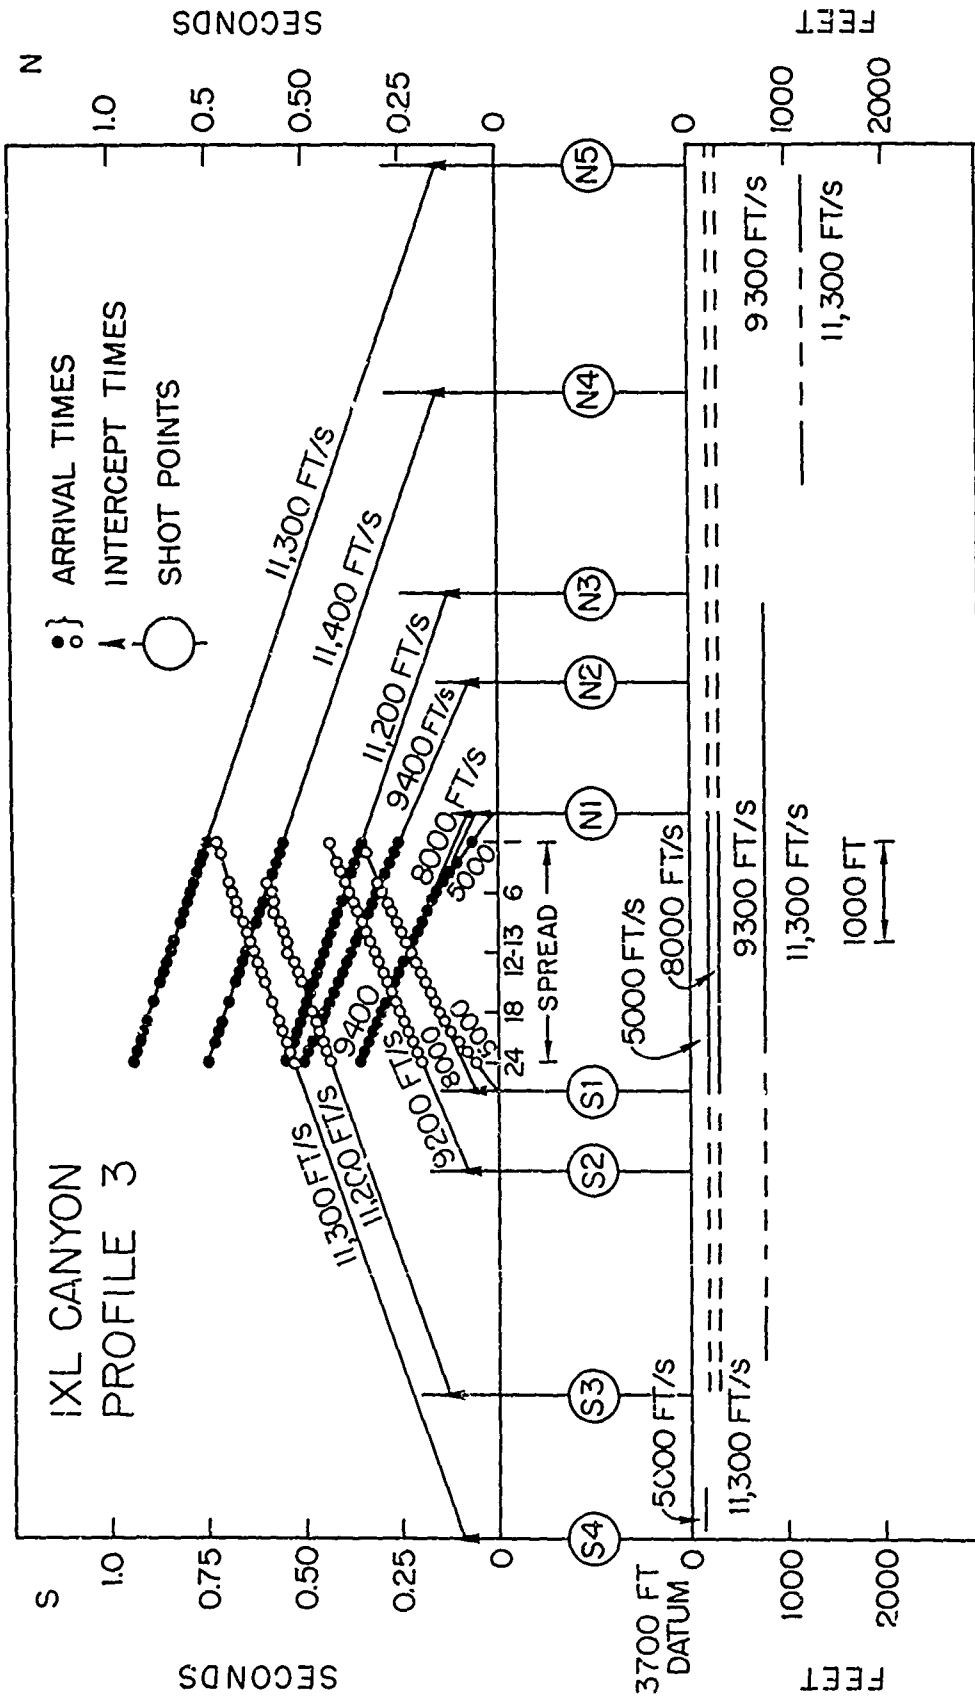 IXL CANYON
PROFILE 3
S
N
SECONDS
1.0
0.75
0.50
0.25
0
SECONDS
1.0
0.5
0.50
0.25
0
ARRIVAL TIMES
INTERCEPT TIMES
SHOT POINTS
11,300 FT/S
11,200 FT/S
9200 FT/S
8000
5000
9400
11,300 FT/S
11,400 FT/S
11,200 FT/S
9400 FT/S
8000 FT/S
5000
24 18 12-13 6 1
SPREAD
S4 S3 S2 S1 N1 N2 N3 N4 N5
3700 FT
DATUM
0
1000
2000
FEET
0
1000
2000
FEET
5000 FT/S
11,300 FT/S
5000 FT/S
8000 FT/S
9300 FT/S
11,300 FT/S
1000 FT
9300 FT/S
11,300 FT/S